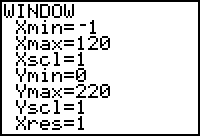 WINDOW
Xmin=-1
Xmax=120
Xscl=1
Ymin=0
Ymax=220
Yscl=1
Xres=1